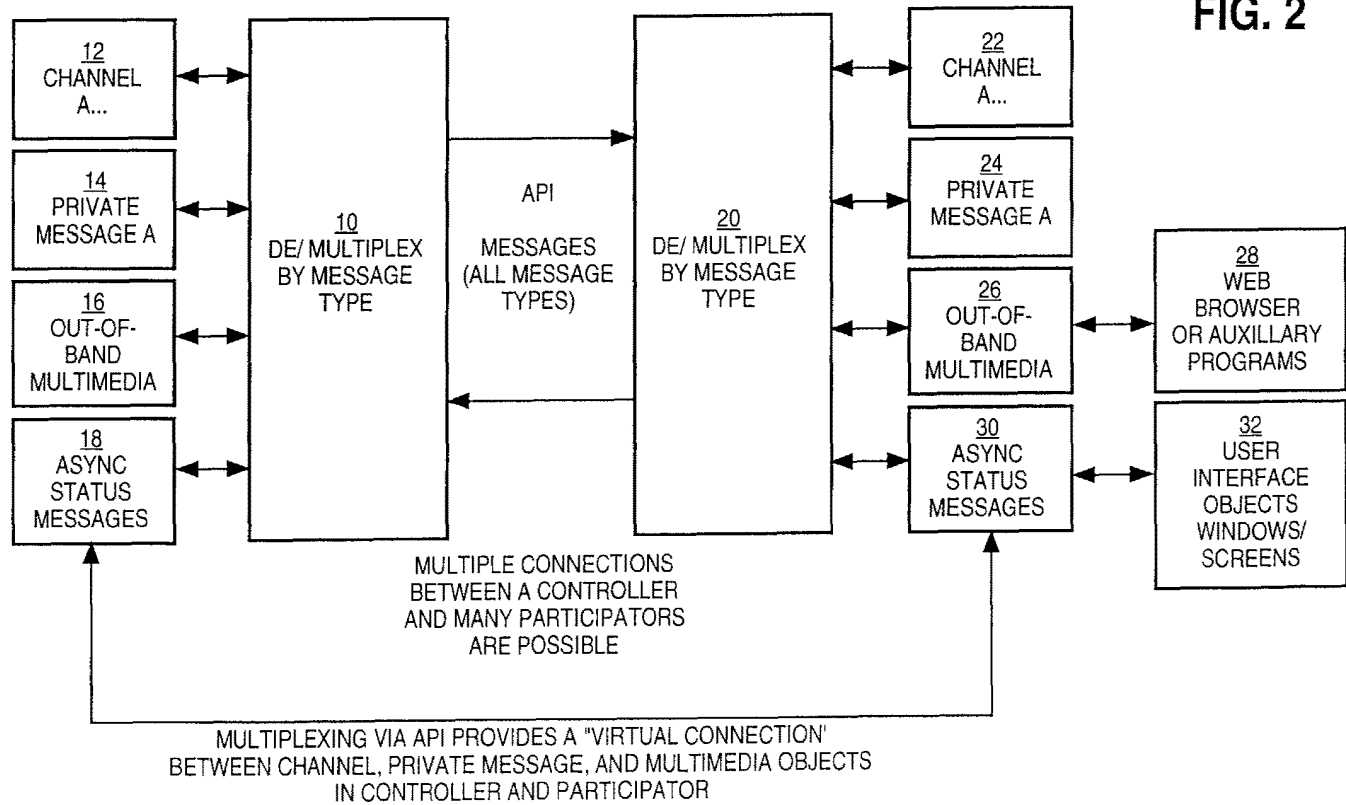 FIG. 2
12
CHANNEL
A...
14
PRIVATE
MESSAGE A
16
OUT-OF-
BAND
MULTIMEDIA
18
ASYNC
STATUS
MESSAGES
10
DE/ MULTIPLEX
BY MESSAGE
TYPE
API
MESSAGES
(ALL MESSAGE
TYPES)
20
DE/ MULTIPLEX
BY MESSAGE
TYPE
22
CHANNEL
A...
24
PRIVATE
MESSAGE A
26
OUT-OF-
BAND
MULTIMEDIA
30
ASYNC
STATUS
MESSAGES
28
WEB
BROWSER
OR AUXILLARY
PROGRAMS
32
USER
INTERFACE
OBJECTS
WINDOWS/
SCREENS
MULTIPLE CONNECTIONS
BETWEEN A CONTROLLER
AND MANY PARTICIPATORS
ARE POSSIBLE
MULTIPLEXING VIA API PROVIDES A "VIRTUAL CONNECTION'
BETWEEN CHANNEL, PRIVATE MESSAGE, AND MULTIMEDIA OBJECTS
IN CONTROLLER AND PARTICIPATOR